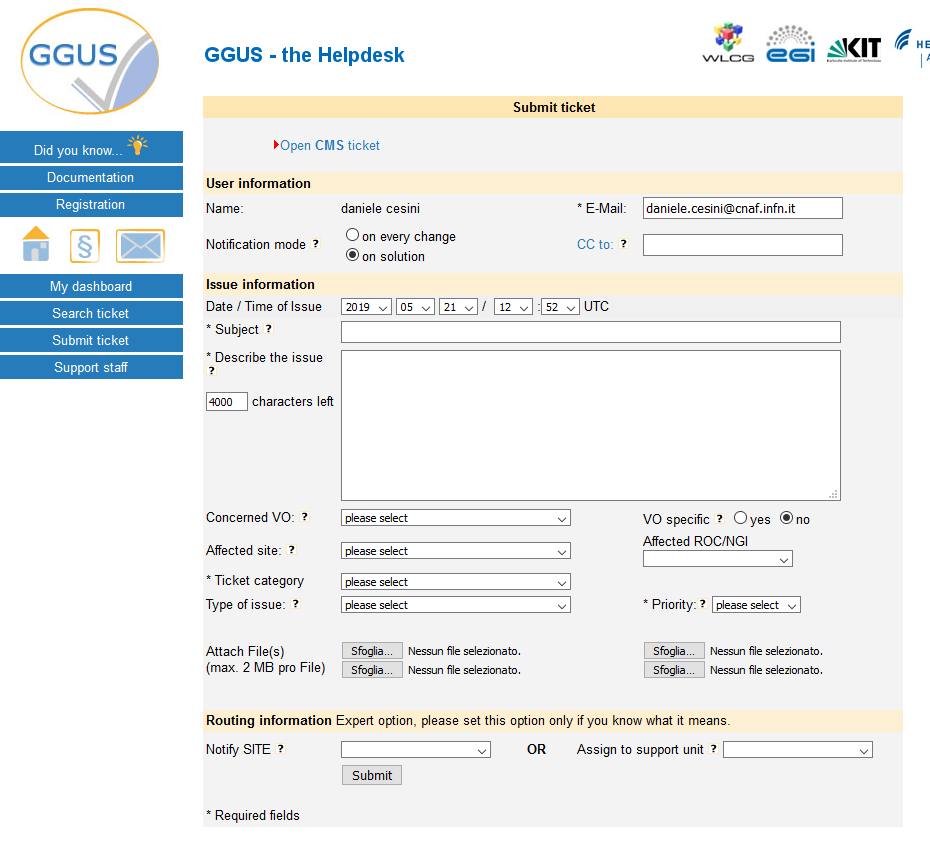 GGUS
GGUS - the Helpdesk
WLCG
egi
KIT
Karlsruhe Institute of Technology
Did you know...
Documentation
Registration
§
My dashboard
Search ticket
Submit ticket
Support staff
Submit ticket
Open CMS ticket
User information
Name: daniele cesini * E-Mail: daniele.cesini@cnaf.infn.it
Notification mode ? on every change CC to: ?
on solution
Issue information
Date / Time of Issue 2019 05 21 / 12 : 52 UTC
* Subject ?
* Describe the issue
?
4000 characters left
Concerned VO: ? please select VO specific ? yes no
Affected ROC/NGI
Affected site: ? please select
* Ticket category please select
Type of issue: ? please select * Priority: ? please select
Attach File(s) Sfoglia... Nessun file selezionato. Sfoglia... Nessun file selezionato.
(max. 2 MB pro File) Sfoglia... Nessun file selezionato. Sfoglia... Nessun file selezionato.
Routing information Expert option, please set this option only if you know what it means.
Notify SITE ? OR Assign to support unit ?
Submit
* Required fields